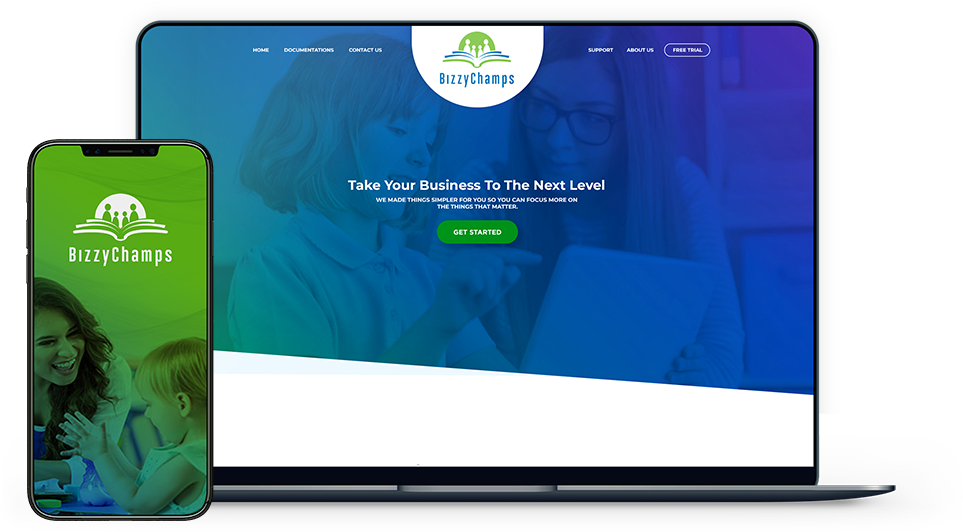 HOME DOCUMENTATIONS CONTACT US
BizzyChamps
SUPPORT ABOUT US FREE TRIAL
Take Your Business To The Next Level
WE MADE THINGS SIMPLER FOR YOU SO YOU CAN FOCUS MORE ON
THE THINGS THAT MATTER.
GET STARTED
BizzyChamps